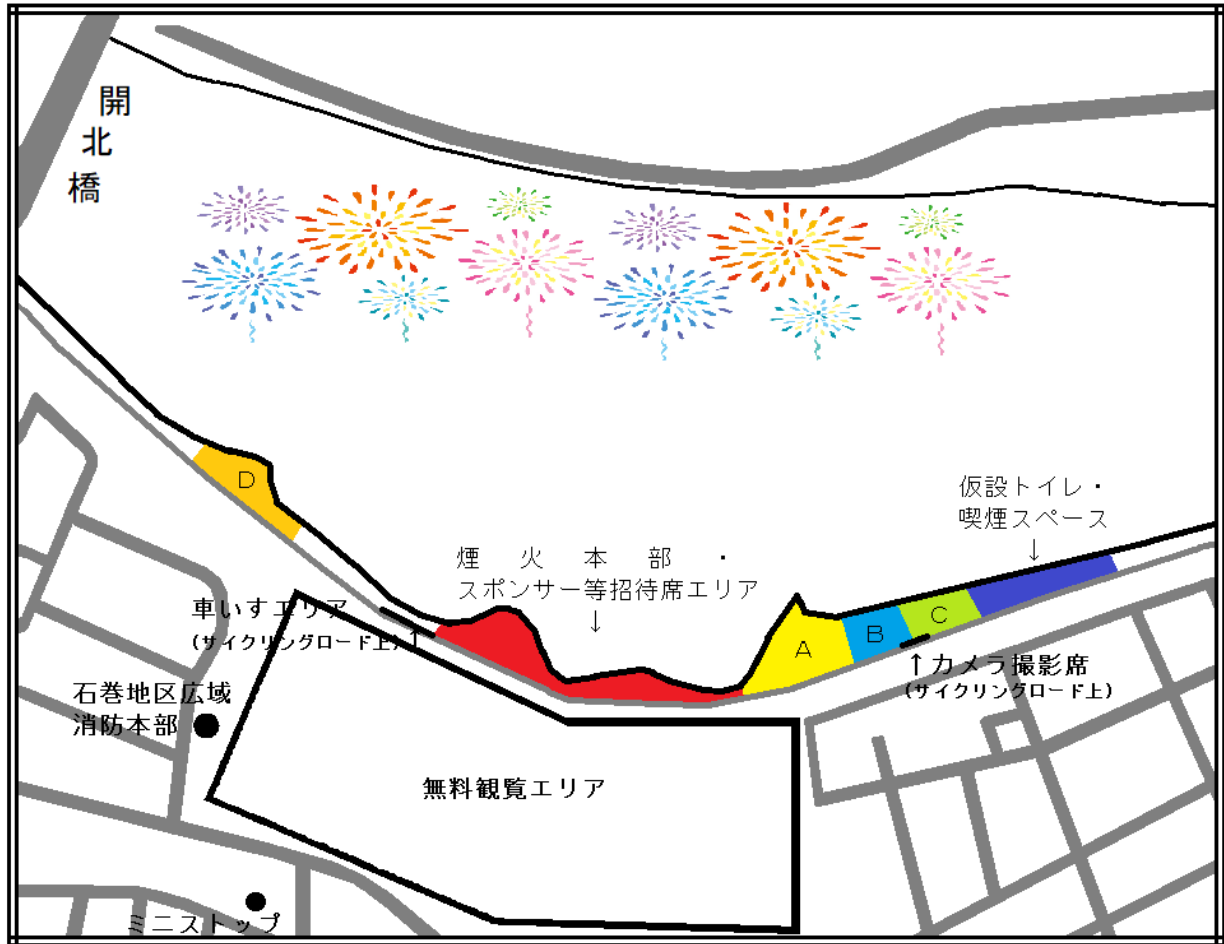 開
北
橋
D
仮設トイレ・
喫煙スペース
↓
煙火本部・
スポンサー等招待席エリア
↓
車いすエリア
(サイクリングロード上)↑
A
B
C
↑カメラ撮影席
(サイクリングロード上)
石巻地区広域
消防本部
無料観覧エリア
ミニストップ